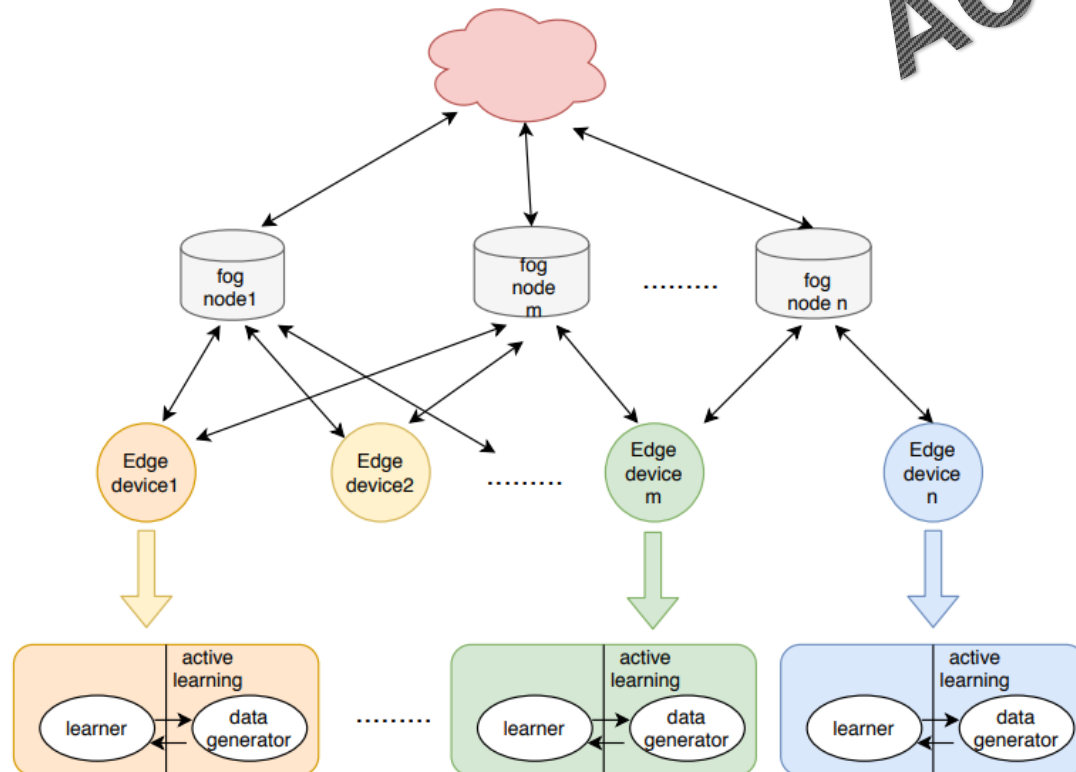 fog
node1
fog
node
m
.........
fog
node n
Edge
device1
Edge
device2
.........
Edge
device
m
Edge
device
n
active
learning
learner
data
generator
.........
active
learning
learner
data
generator
active
learning
learner
data
generator